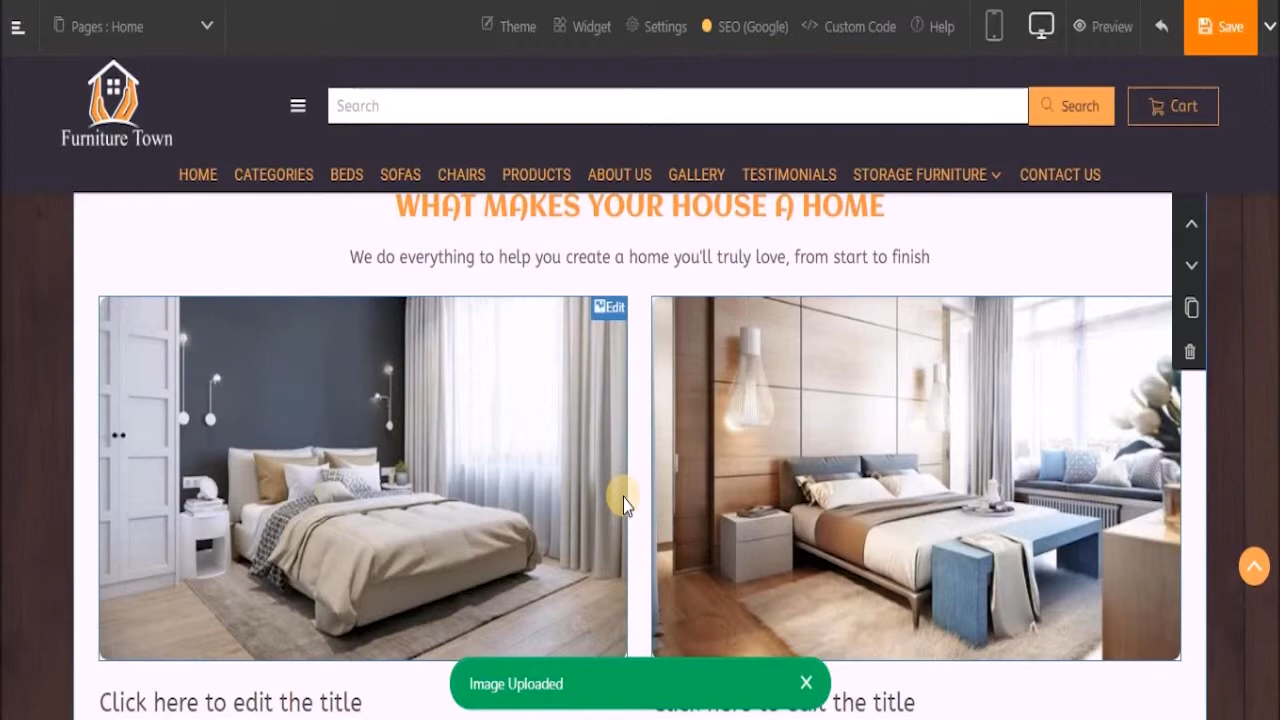 Pages : Home
Theme
Widget
Settings
SEO (Google)
Custom Code
Help
Preview
Save
Furniture Town
Search
Search
Cart
HOME
CATEGORIES
BEDS
SOFAS
CHAIRS
PRODUCTS
ABOUT US
GALLERY
TESTIMONIALS
STORAGE FURNITURE
CONTACT US
WHAT MAKES YOUR HOUSE A HOME
We do everything to help you create a home you'll truly love, from start to finish
Edit
Image Uploaded
Click here to edit the title
the title